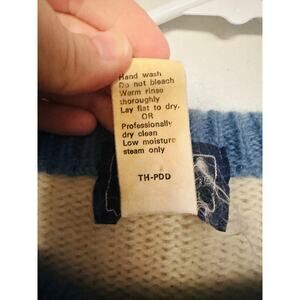 Hand wash
Do not bleach
Warm rinse
thoroughly
Lay flat to dry.
OR
Professionally
dry clean
Low moisture
steam only
TH-PDD